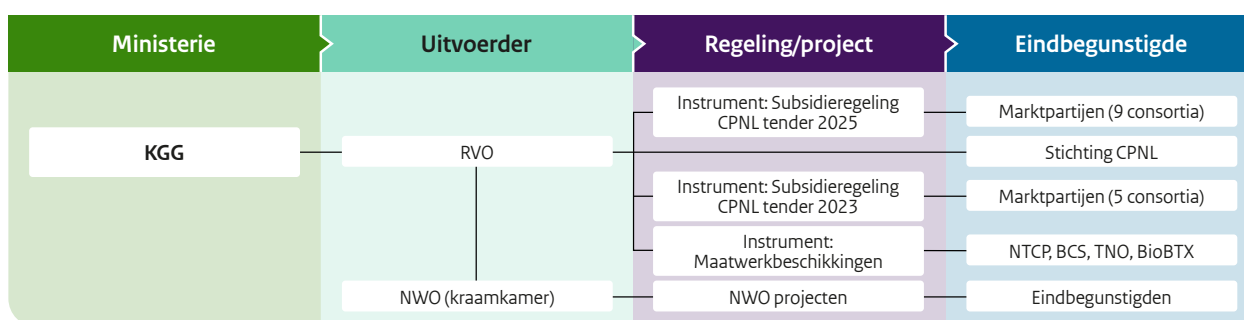 Ministerie
Uitvoerder
Regeling/project
Eindbegunstigde
Instrument: Subsidieregeling
CPNL tender 2025
Marktpartijen (9 consortia)
KGG
RVO
Stichting CPNL
Instrument: Subsidieregeling
CPNL tender 2023
Marktpartijen (5 consortia)
Instrument:
Maatwerkbeschikkingen
NTCP, BCS, TNO, BioBTX
NWO (kraamkamer)
NWO projecten
Eindbegunstigden